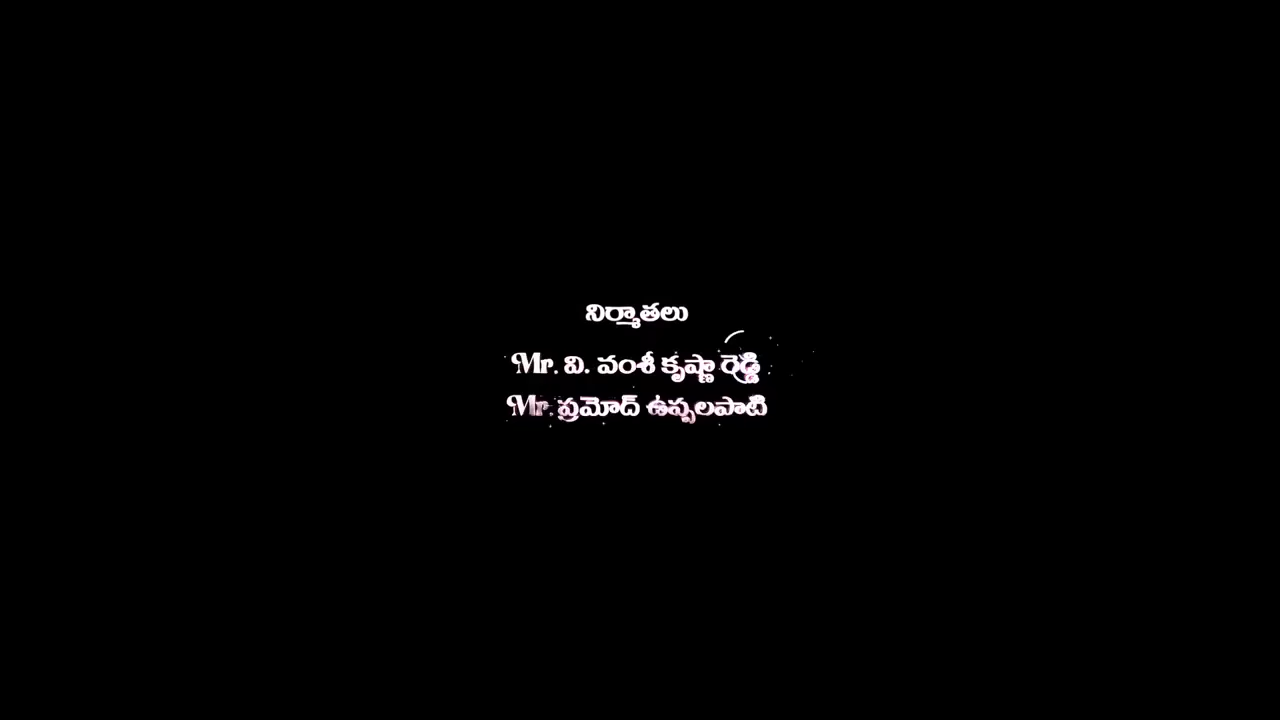 నిర్మాతలు
Mr. వి. వంశీ కృష్ణా రెడ్డి
Mr. ప్రమోద్ ఉప్పలపాటి